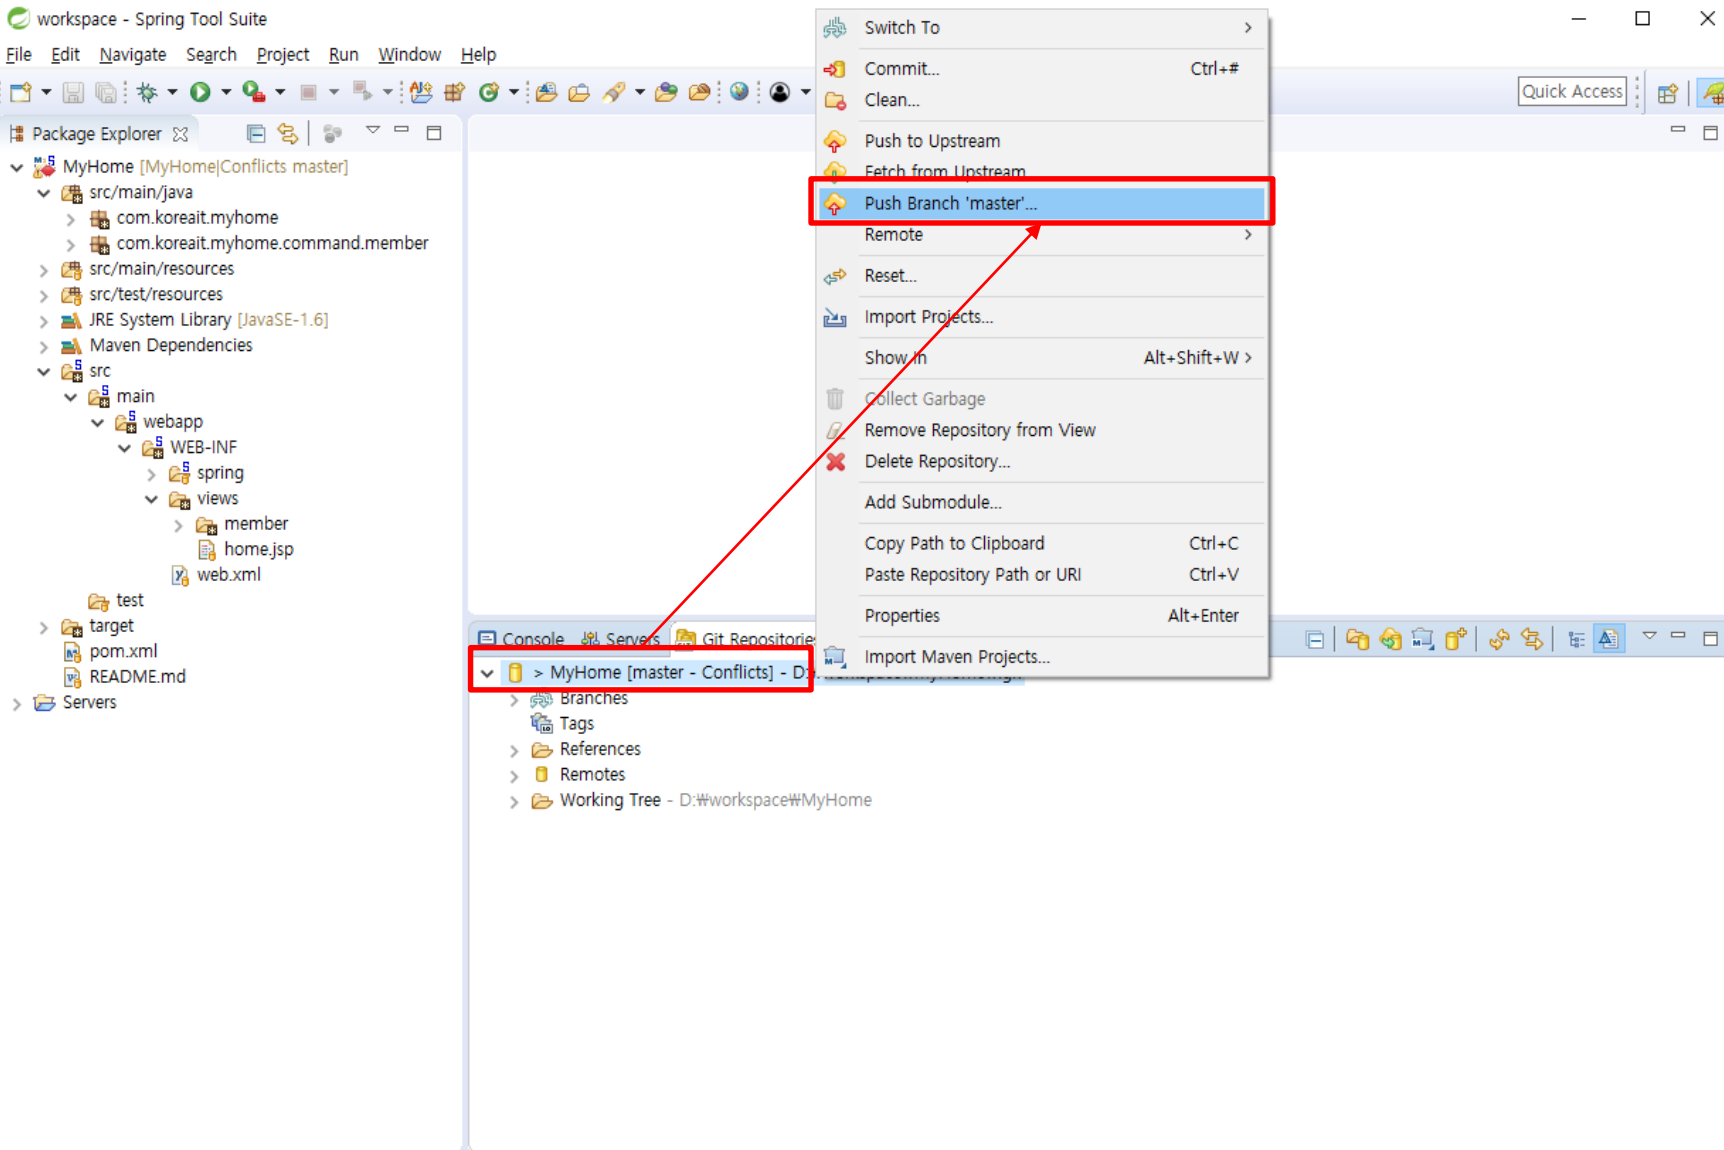 workspace - Spring Tool Suite
File Edit Navigate Search Project Run Window Help
Quick Access
Package Explorer
MyHome [MyHome|Conflicts master]
src/main/java
com.koreait.myhome
com.koreait.myhome.command.member
src/main/resources
src/test/resources
JRE System Library [JavaSE-1.6]
Maven Dependencies
src
main
webapp
WEB-INF
spring
views
member
home.jsp
web.xml
test
target
pom.xml
README.md
Servers
Switch To
Commit... Ctrl+#
Clean...
Push to Upstream
Fetch from Upstream
Push Branch 'master'...
Remote
Reset...
Import Projects...
Show In Alt+Shift+W
Collect Garbage
Remove Repository from View
Delete Repository...
Add Submodule...
Copy Path to Clipboard Ctrl+C
Paste Repository Path or URI Ctrl+V
Properties Alt+Enter
Import Maven Projects...
Console Servers Git Repositories
> MyHome [master - Conflicts] - D:
Branches
Tags
References
Remotes
Working Tree - D:₩workspace₩MyHome